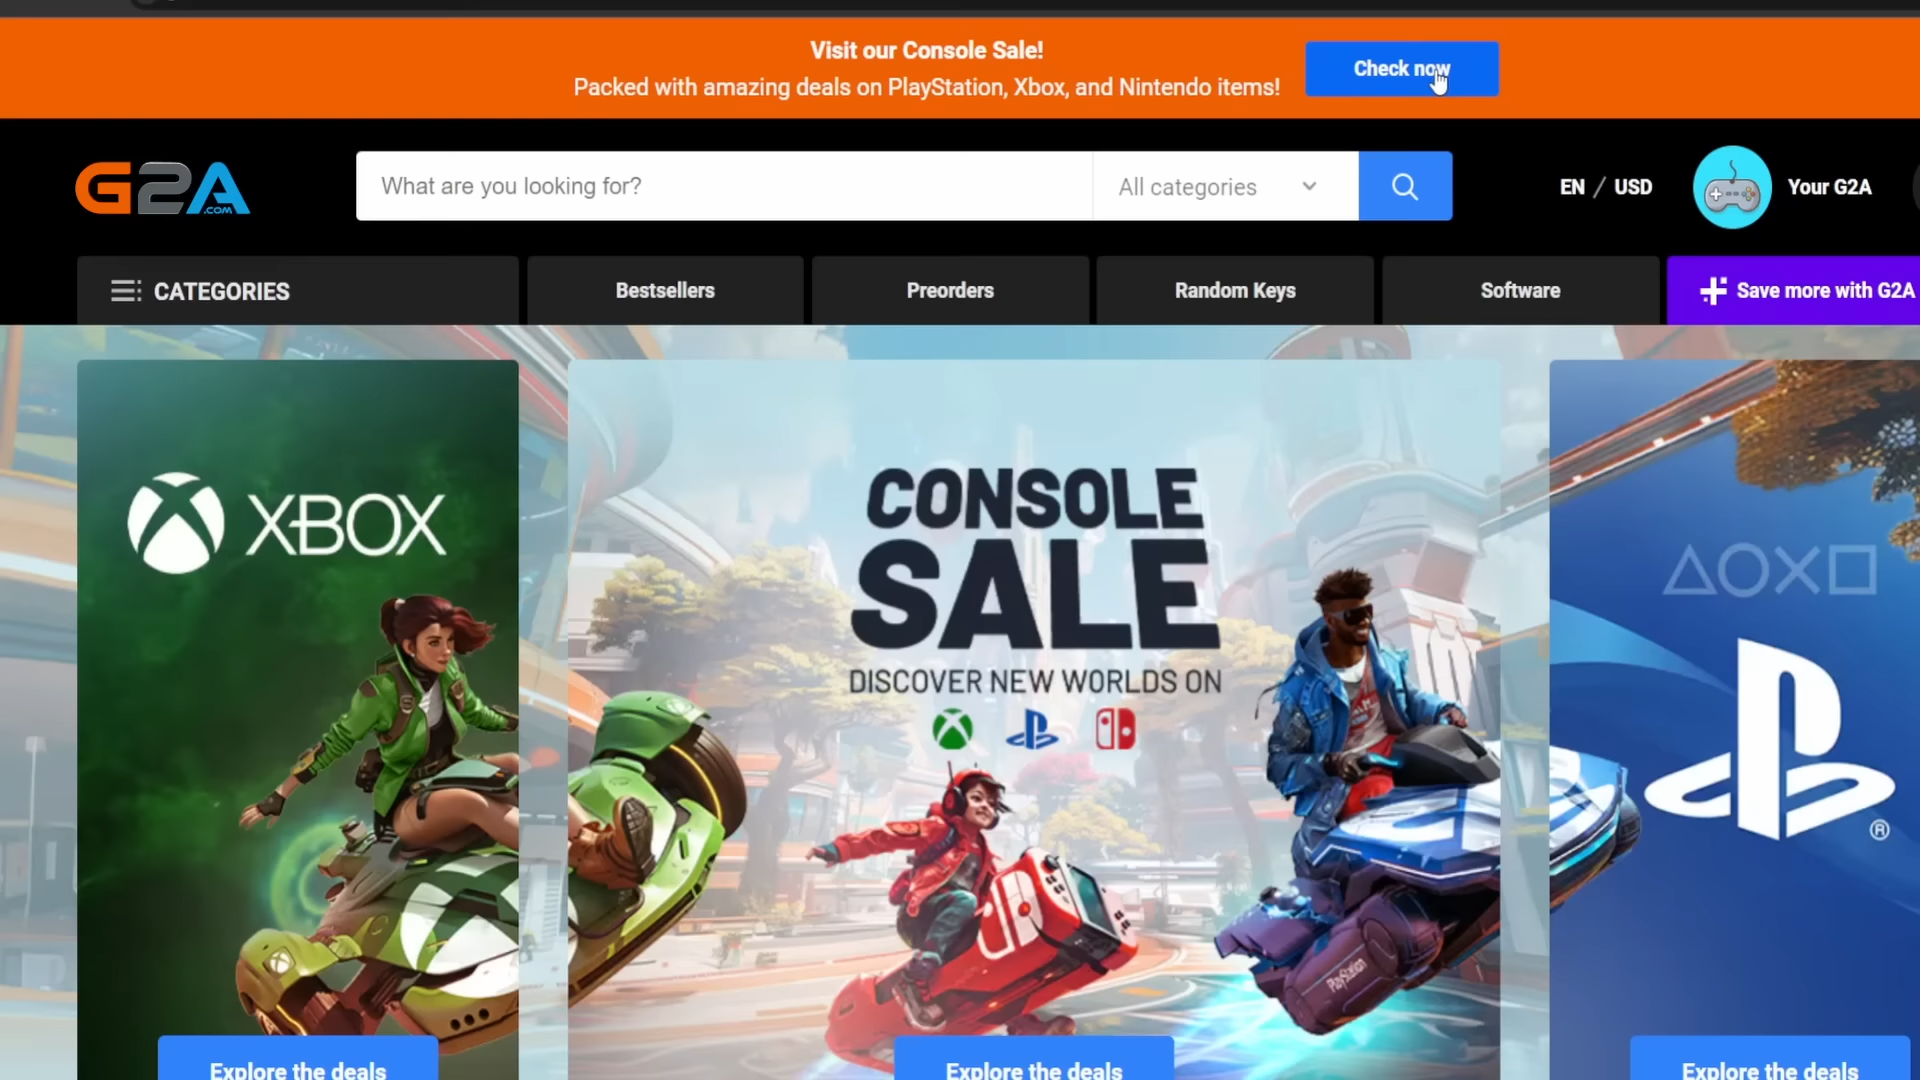 Visit our Console Sale!
Packed with amazing deals on PlayStation, Xbox, and Nintendo items!
Check now
G2A
.COM
What are you looking for?
All categories
EN / USD
Your G2A
CATEGORIES
Bestsellers
Preorders
Random Keys
Software
Save more with G2A
XBOX
CONSOLE
SALE
DISCOVER NEW WORLDS ON
PlayStation
®
Explore the deals
Explore the deals
Explore the deals